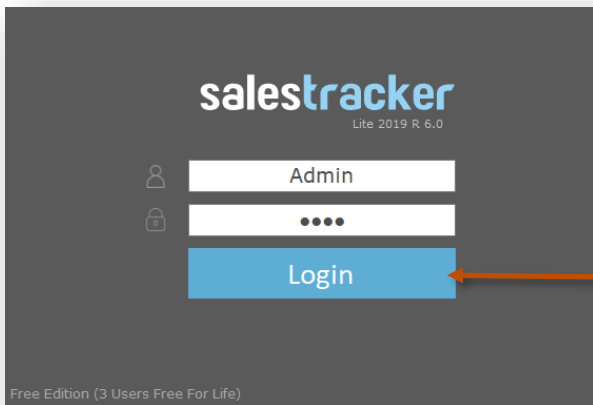 salestracker
Lite 2019 R 6.0
Admin
••••
Login
Free Edition (3 Users Free For Life)